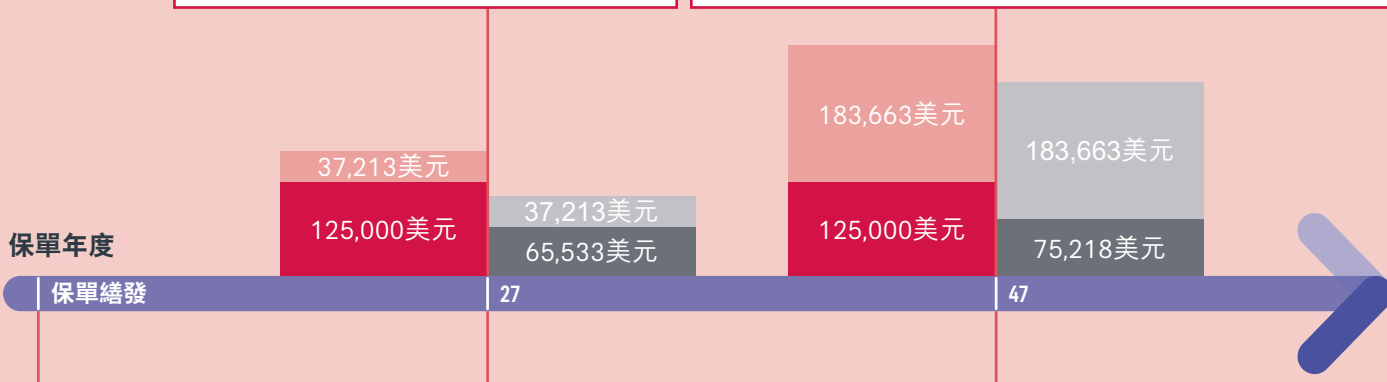 183,663美元
183,663美元
37,213美元
37,213美元
125,000美元
125,000美元
保單年度
65,533美元
75,218美元
保單繕發
27
47